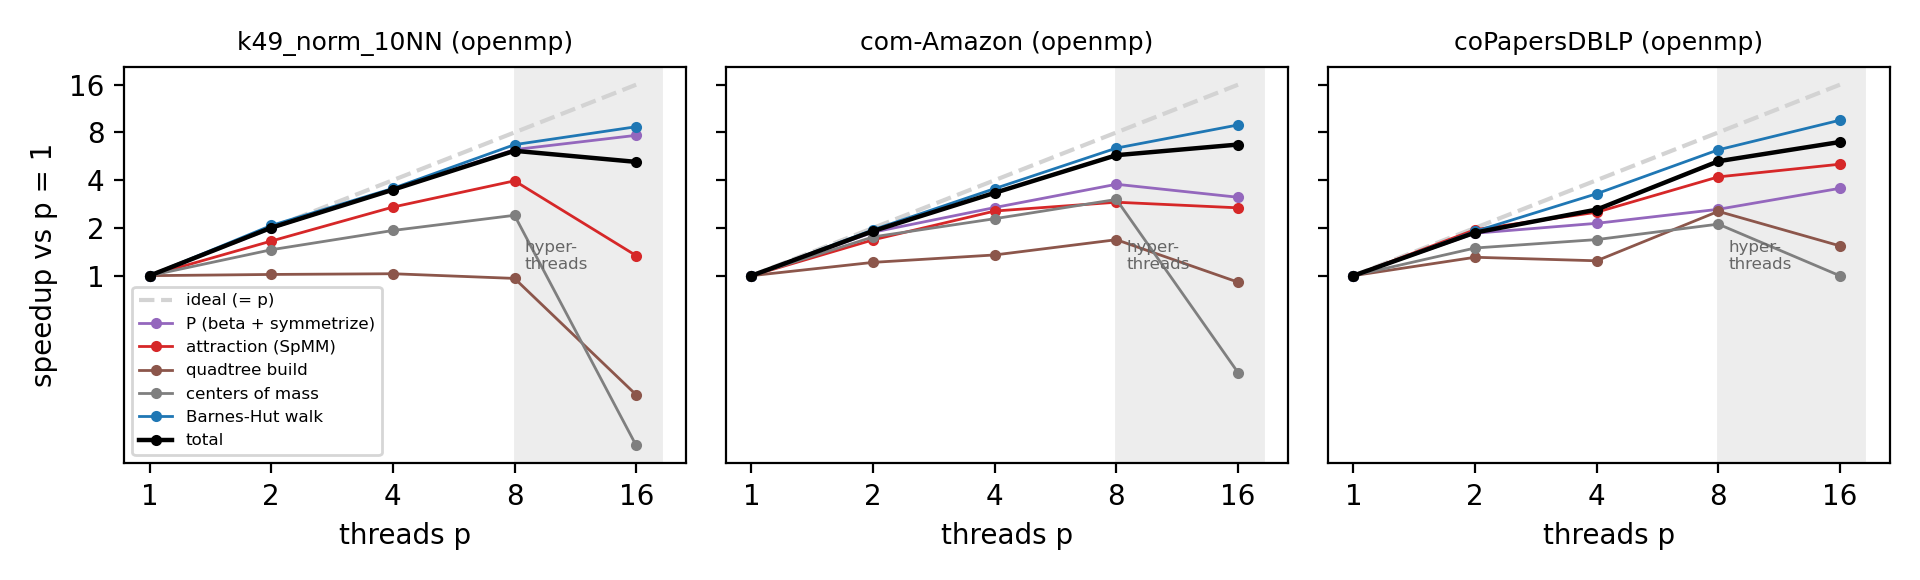 k49_norm_10NN (openmp)
com-Amazon (openmp)
coPapersDBLP (openmp)
speedup vs p = 1
16
8
4
2
1
hyper-
threads
hyper-
threads
hyper-
threads
ideal (= p)
P (beta + symmetrize)
attraction (SpMM)
quadtree build
centers of mass
Barnes-Hut walk
total
1 2 4 8 16
1 2 4 8 16
1 2 4 8 16
threads p
threads p
threads p